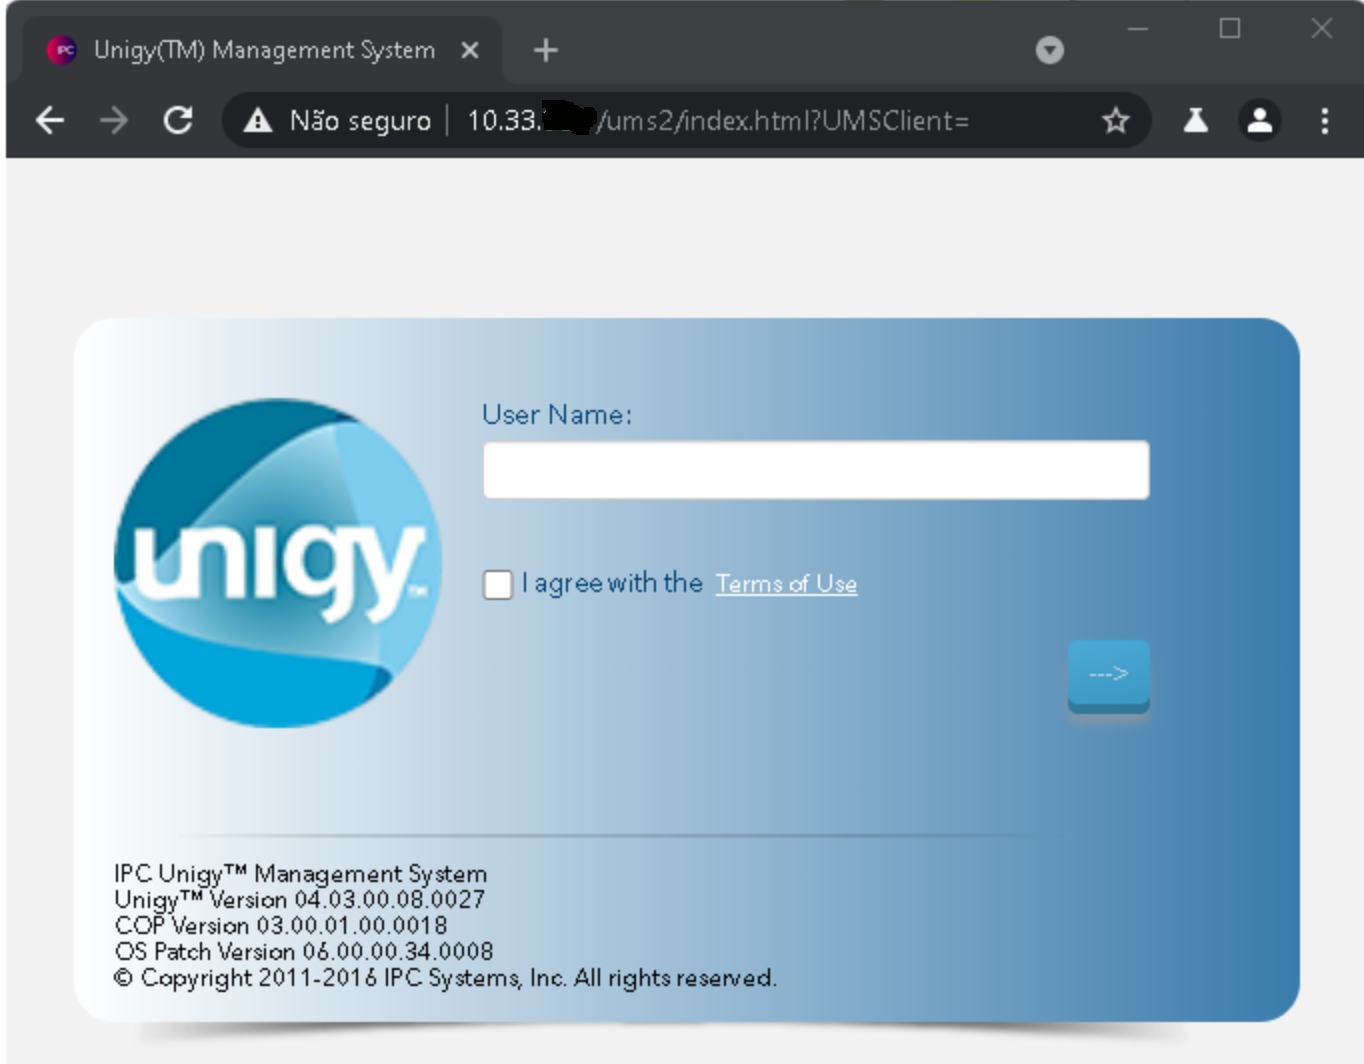 IPC Unigy(TM) Management System
Não seguro 10.33. /ums2/index.html?UMSClient=
unigy™
User Name:
I agree with the Terms of Use
--->
IPC Unigy™ Management System
Unigy™ Version 04.03.00.08.0027
COP Version 03.00.01.00.0018
OS Patch Version 06.00.00.34.0008
© Copyright 2011-2016 IPC Systems, Inc. All rights reserved.